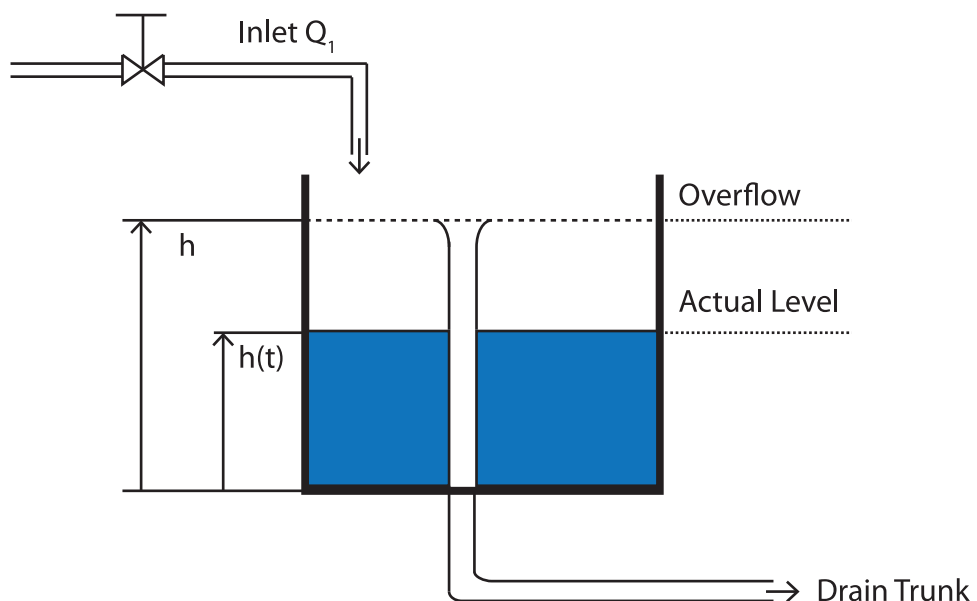 Inlet Q1
Overflow
h
Actual Level
h(t)
Drain Trunk